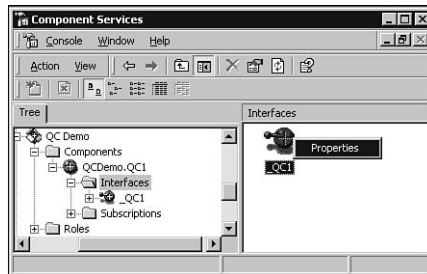 Component Services
Console Window Help
Action View
Tree
Interfaces
QC Demo
Components
QCDemo.QC1
Interfaces
_QC1
Subscriptions
Roles
Properties
_QC1